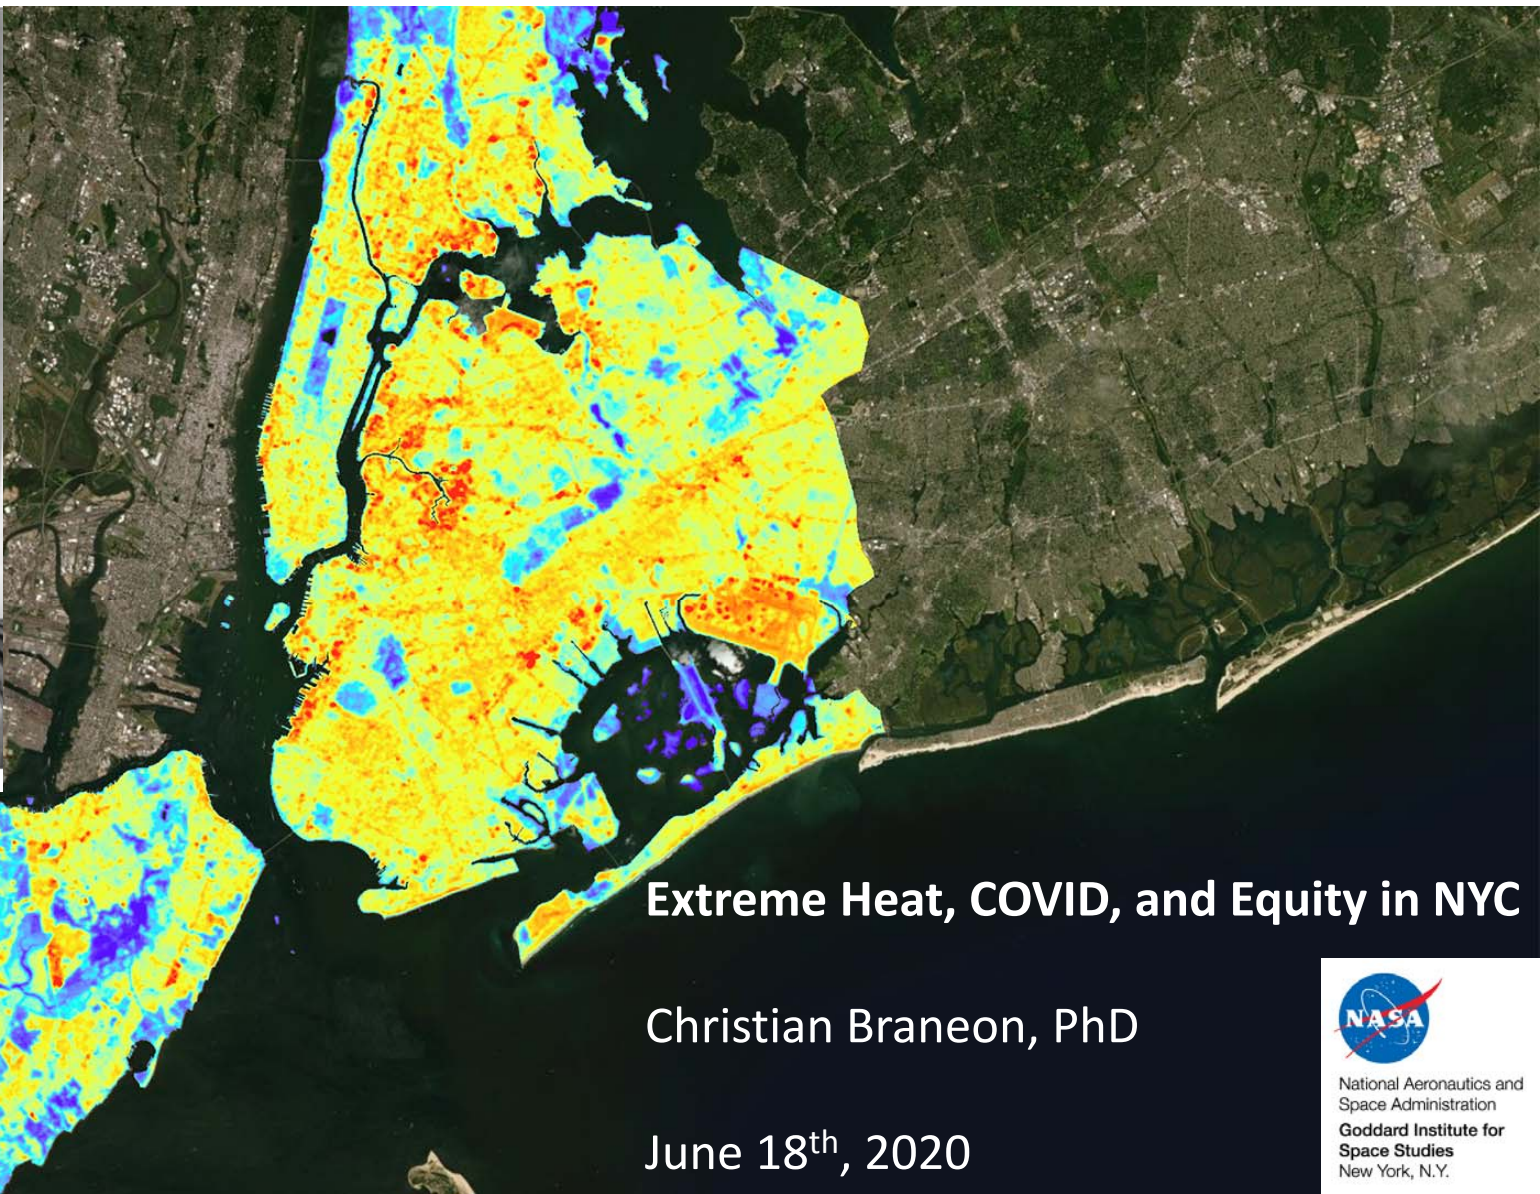 Extreme Heat, COVID, and Equity in NYC
Christian Braneon, PhD
June 18th, 2020
NASA
National Aeronautics and
Space Administration
Goddard Institute for
Space Studies
New York, N.Y.